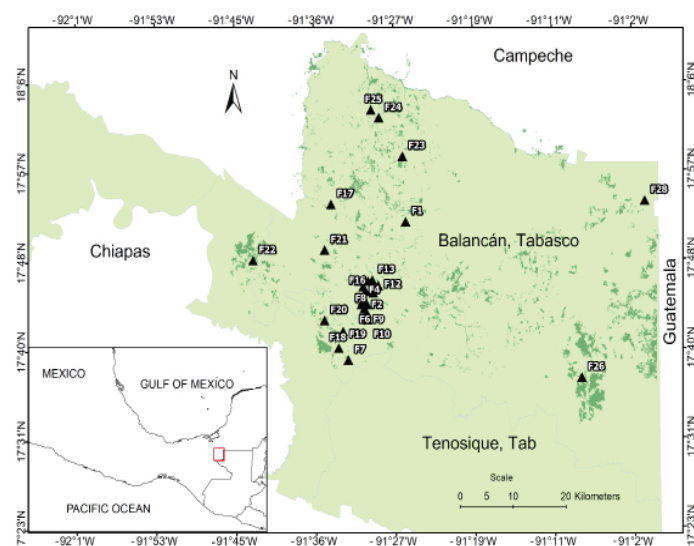 -92°1'W -91°53'W -91°45'W -91°36'W -91°27'W -91°19'W -91°11'W -91°2'W
18°6'N
18°6'N
Campeche
N
F25
F24
F23
17°57'N
17°57'N
F28
F17
F1
Chiapas
F22
F21
Balancán, Tabasco
17°48'N
17°48'N
F13
F16
F12
F4
F8
F2
Guatemala
F20
F6
F9
F18
F19
F10
17°40'N
17°40'N
F7
F26
MEXICO
GULF OF MEXÍCO
PACIFIC OCEAN
17°31'N
17°31'N
Tenosique, Tab
Scale
0 5 10 20 Kilometers
7°23'N
17°23'N
-92°1'W -91°53'W -91°45'W -91°36'W -91°27'W -91°19'W -91°11'W -91°2'W